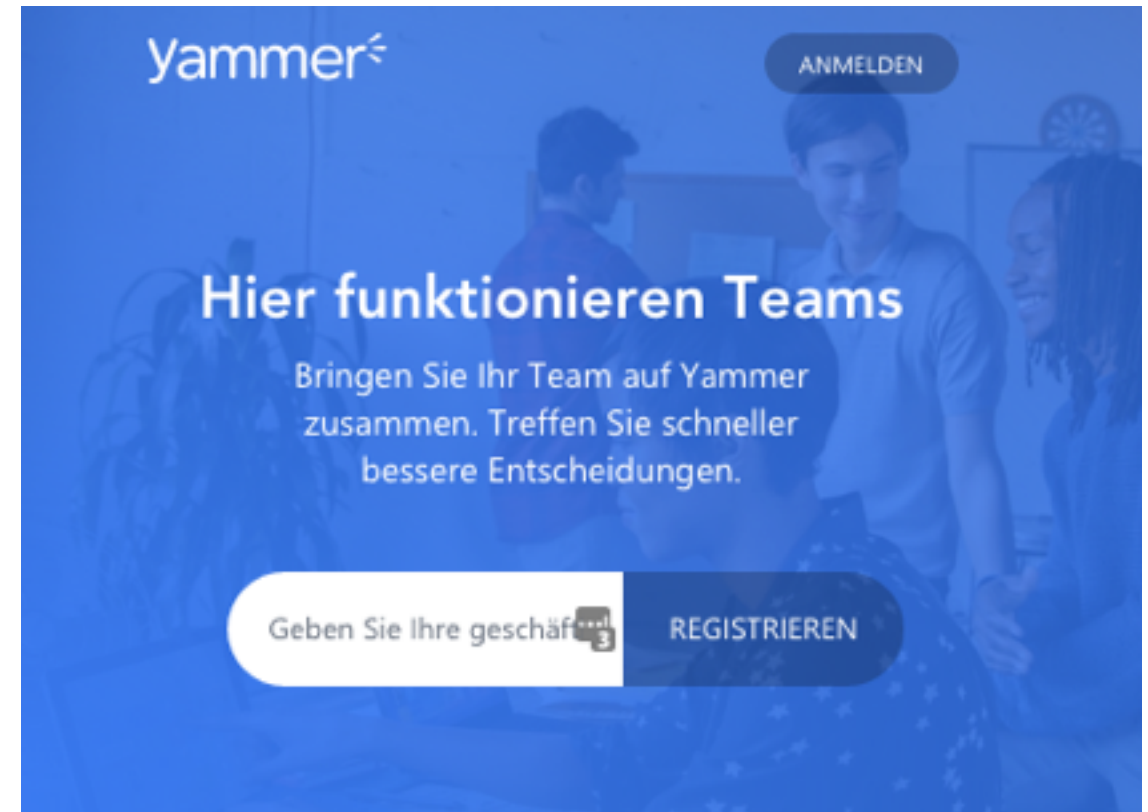 yammer
ANMELDEN
Hier funktionieren Teams
Bringen Sie Ihr Team auf Yammer
zusammen. Treffen Sie schneller
bessere Entscheidungen.
Geben Sie Ihre geschäf
3
REGISTRIEREN